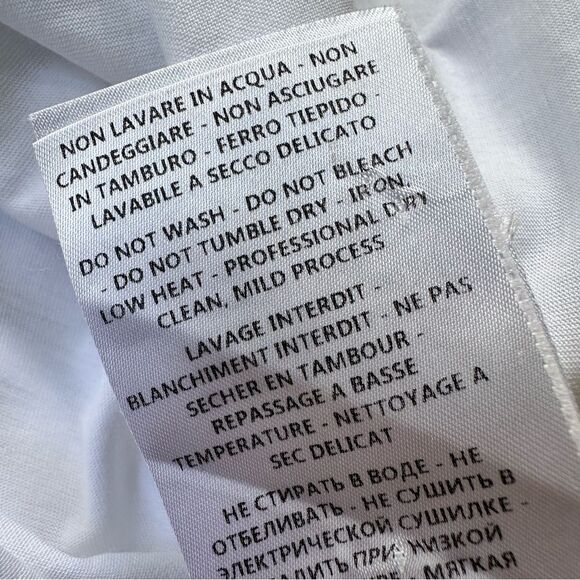 NON LAVARE IN ACQUA - NON
CANDEGGIARE - NON ASCIUGARE
IN TAMBURO - FERRO TIEPIDO -
LAVABILE A SECCO DELICATO
DO NOT WASH - DO NOT BLEACH
- DO NOT TUMBLE DRY - IRON,
LOW HEAT - PROFESSIONAL DRY
CLEAN, MILD PROCESS
LAVAGE INTERDIT -
BLANCHIMENT INTERDIT - NE PAS
SECHER EN TAMBOUR -
REPASSAGE A BASSE
TEMPERATURE - NETTOYAGE A
SEC DELICAT
НЕ СТИРАТЬ В ВОДЕ - НЕ
ОТБЕЛИВАТЬ - НЕ СУШИТЬ В
ЭЛЕКТРИЧЕСКОЙ СУШИЛКЕ -
ПРИ НИЗКОЙ
- МЯГКАЯ